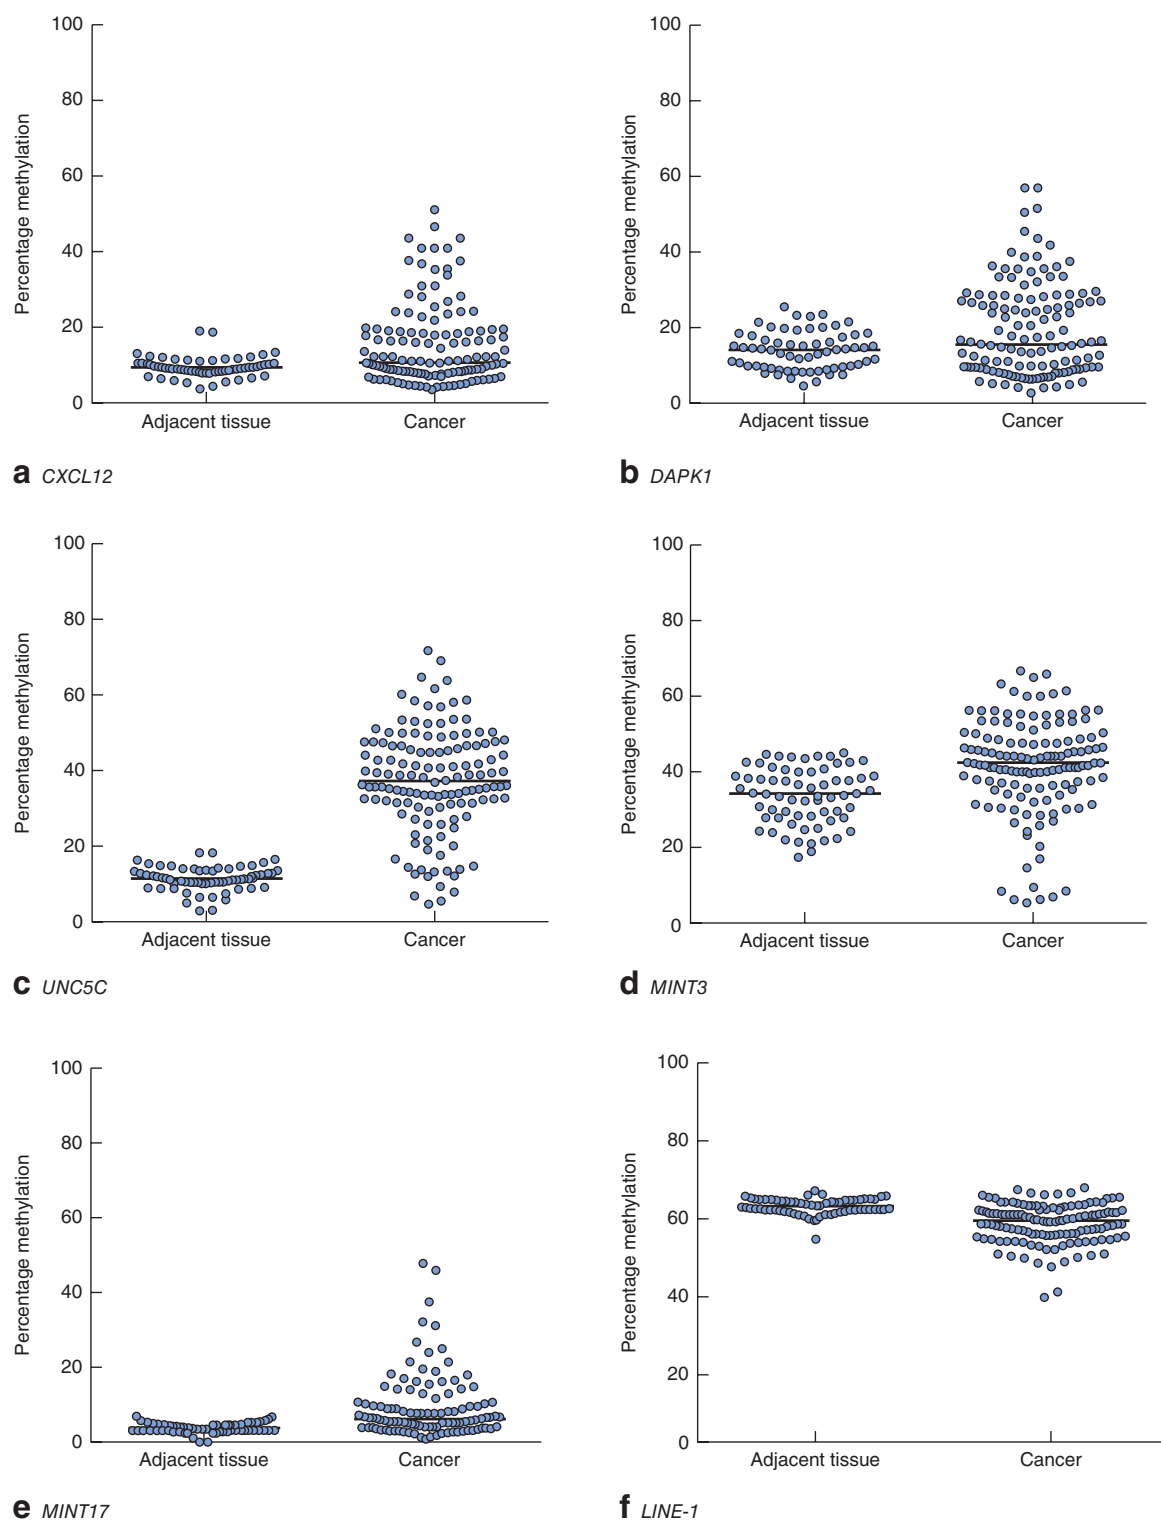 100
80
60
40
20
0
Percentage methylation
Adjacent tissue
Cancer
a CXCL12
100
80
60
40
20
0
Percentage methylation
Adjacent tissue
Cancer
b DAPK1
100
80
60
40
20
0
Percentage methylation
Adjacent tissue
Cancer
c UNC5C
100
80
60
40
20
0
Percentage methylation
Adjacent tissue
Cancer
d MINT3
100
80
60
40
20
0
Percentage methylation
Adjacent tissue
Cancer
e MINT17
100
80
60
40
20
0
Percentage methylation
Adjacent tissue
Cancer
f LINE-1